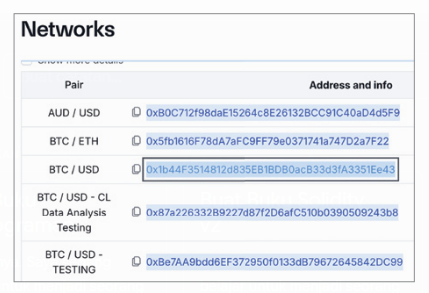 Networks
Show more details
Pair
Address and info
AUD / USD
0xB0C712f98daE15264c8E26132BCC91C40aD4d5F9
BTC / ETH
0x5fb1616F78dA7aFC9FF79e0371741a747D2a7F22
BTC / USD
0x1b44F3514812d835EB1BDB0acB33d3fA3351Ee43
BTC / USD - CL
Data Analysis
Testing
0x87a226332B9227d87f2D6afC510b0390509243b8
BTC / USD -
TESTING
0xBe7AA9bdd6EF372950f0133dB79672645842DC99